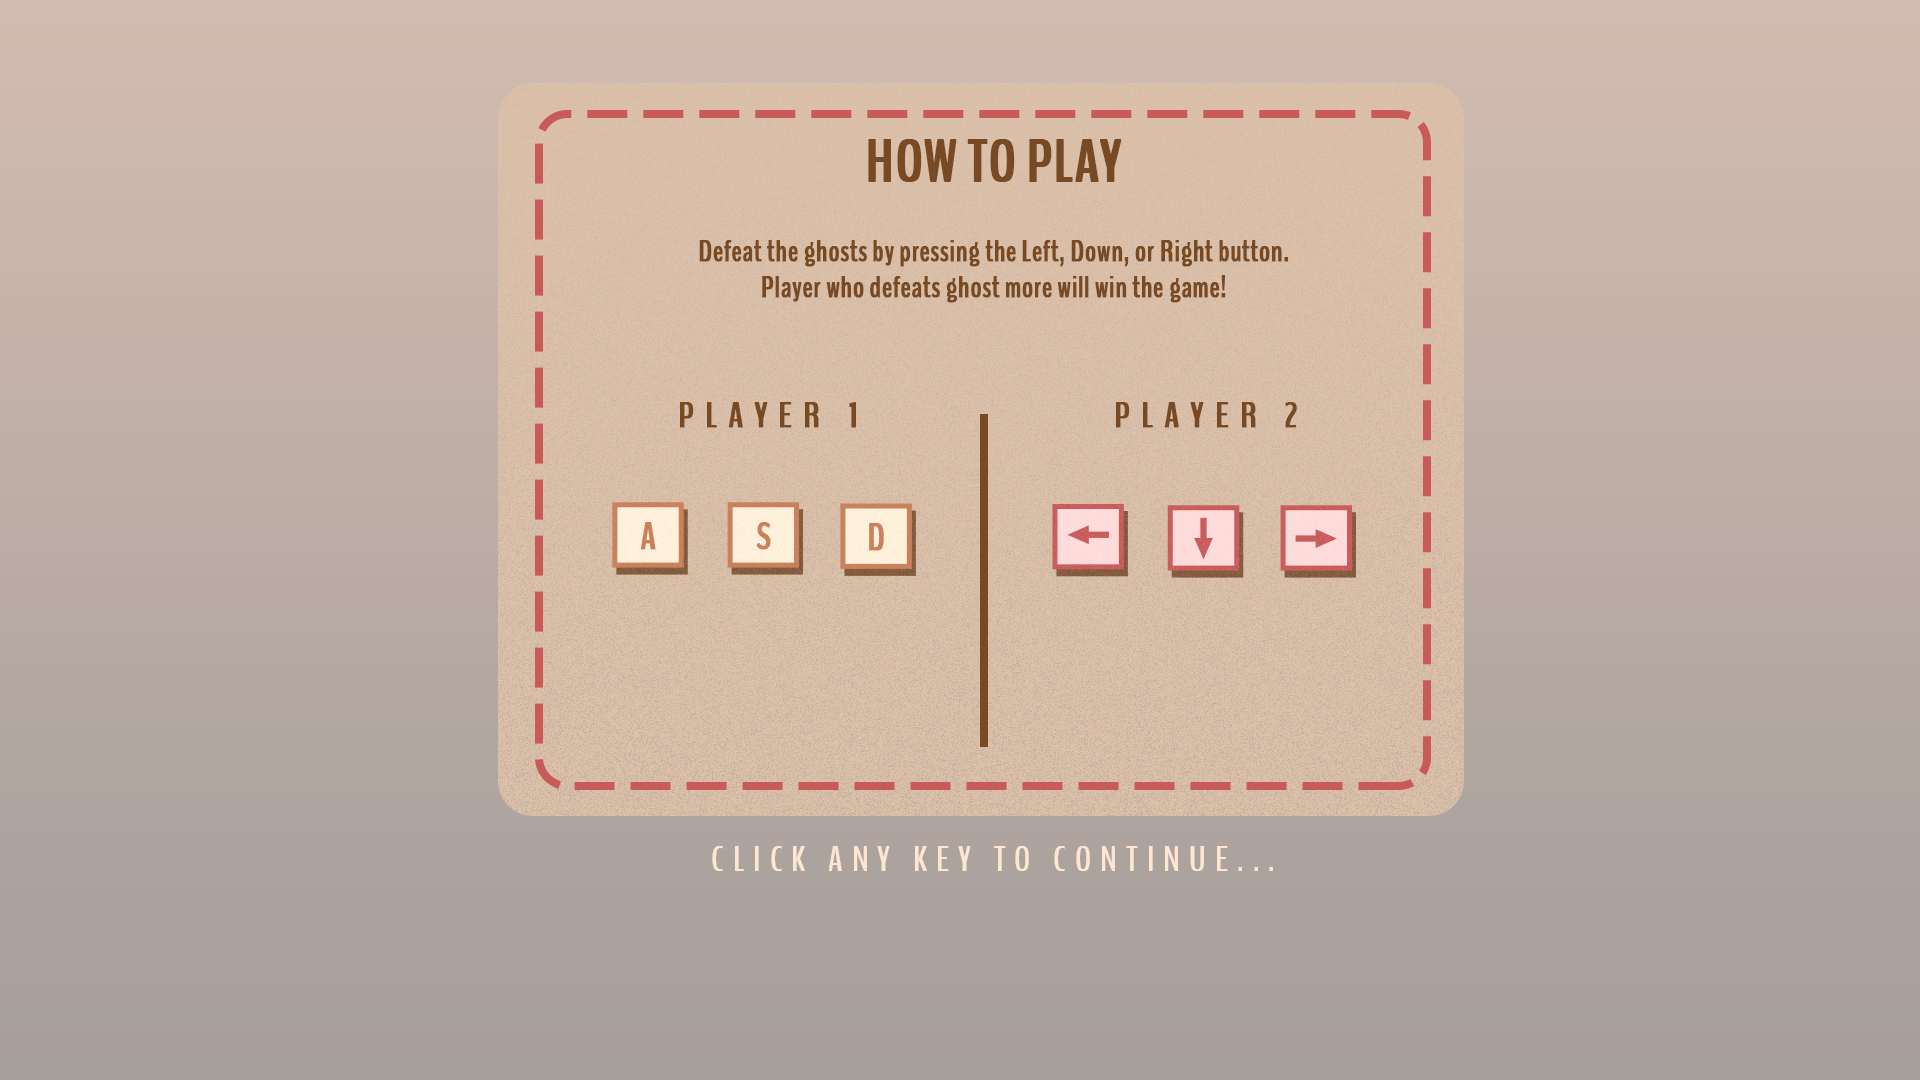 HOW TO PLAY
Defeat the ghosts by pressing the Left, Down, or Right button.
Player who defeats ghost more will win the game!
PLAYER 1
PLAYER 2
A S D
CLICK ANY KEY TO CONTINUE...